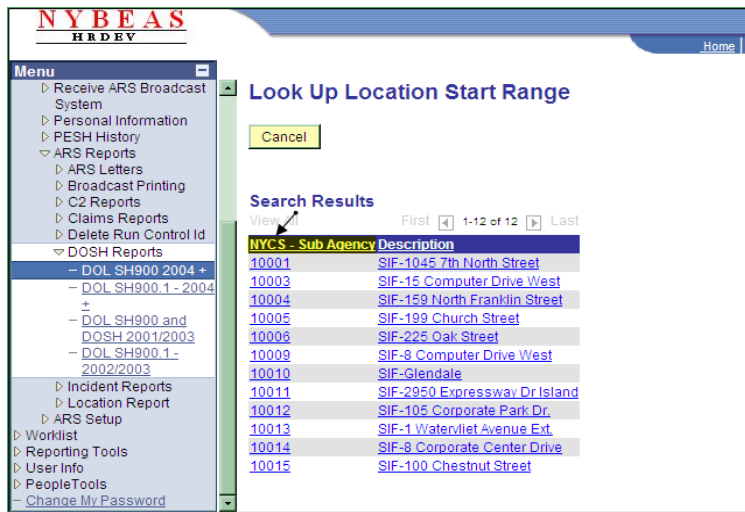 NYBEAS
HRDEV
Home
Menu
Receive ARS Broadcast
System
Personal Information
PESH History
ARS Reports
ARS Letters
Broadcast Printing
C2 Reports
Claims Reports
Delete Run Control Id
DOSH Reports
– DOL SH900 2004 +
– DOL SH900.1 - 2004
+
– DOL SH900 and
DOSH 2001/2003
– DOL SH900.1 -
2002/2003
Incident Reports
Location Report
ARS Setup
Worklist
Reporting Tools
User Info
PeopleTools
– Change My Password
Look Up Location Start Range
Cancel
Search Results
View All First 1-12 of 12 Last
NYCS - Sub Agency Description
10001 SIF-1045 7th North Street
10003 SIF-15 Computer Drive West
10004 SIF-159 North Franklin Street
10005 SIF-199 Church Street
10006 SIF-225 Oak Street
10009 SIF-8 Computer Drive West
10010 SIF-Glendale
10011 SIF-2950 Expressway Dr Island
10012 SIF-105 Corporate Park Dr.
10013 SIF-1 Watervliet Avenue Ext.
10014 SIF-8 Corporate Center Drive
10015 SIF-100 Chestnut Street